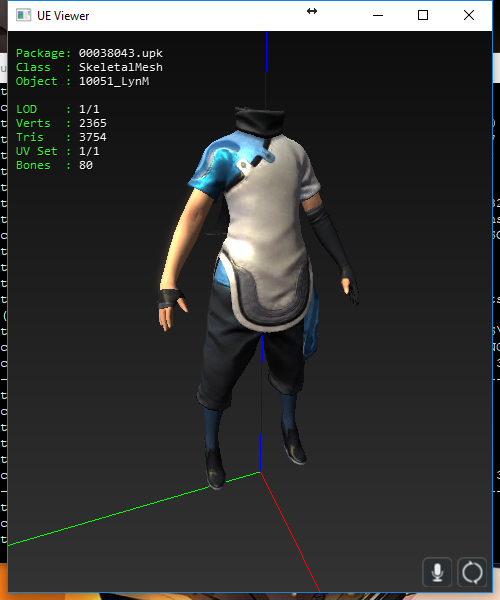 UE Viewer
Package: 00038043.upk
Class : SkeletalMesh
Object : 10051_LynM
LOD : 1/1
Verts : 2365
Tris : 3754
UV Set : 1/1
Bones : 80